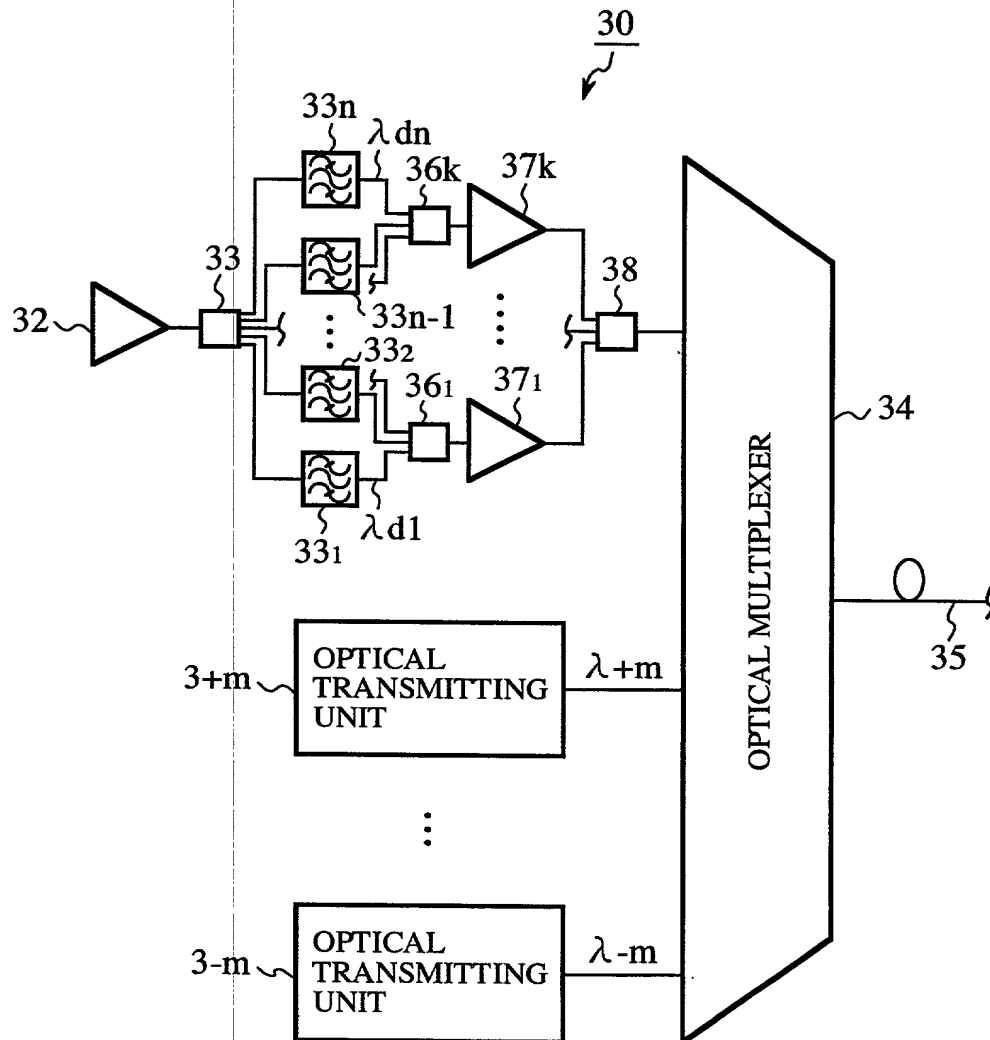 30
33n
λdn
36k
37k
33
38
32
33n-1
33₂
36₁
37₁
34
33₁
λd1
OPTICAL MULTIPLEXER
35
3+m
OPTICAL
TRANSMITTING
UNIT
λ+m
3-m
OPTICAL
TRANSMITTING
UNIT
λ-m